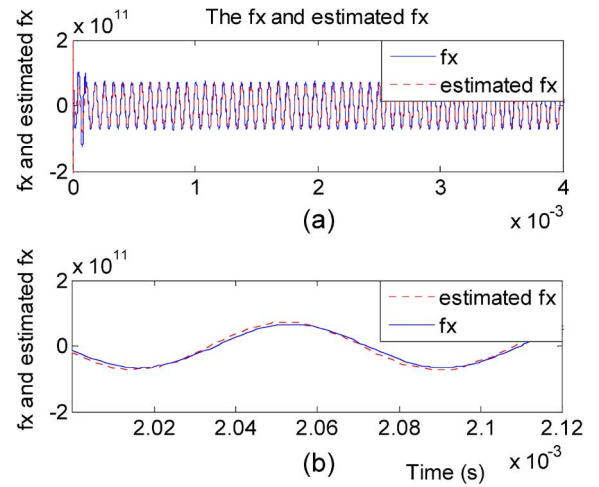 The fx and estimated fx
x 10^11
fx and estimated fx
2
0
-2
fx
estimated fx
0
1
2
3
4
x 10^-3
(a)
x 10^11
fx and estimated fx
2
0
-2
estimated fx
fx
2.02
2.04
2.06
2.08
2.1
2.12
x 10^-3
(b)
Time (s)